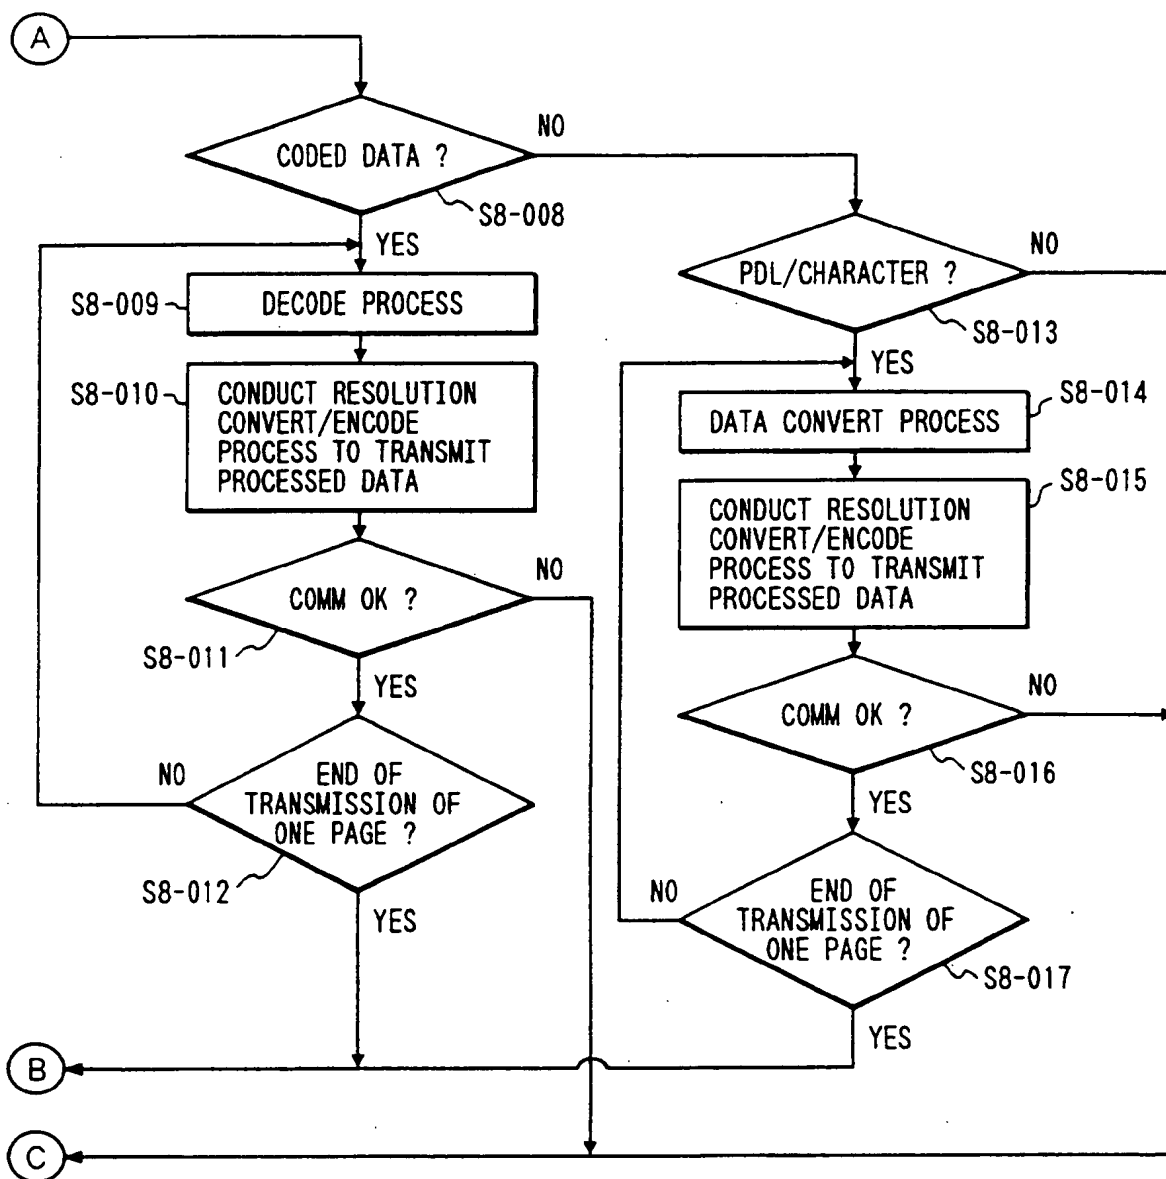 A
CODED DATA ?
NO
S8-008
YES
S8-009
DECODE PROCESS
S8-010
CONDUCT RESOLUTION
CONVERT/ENCODE
PROCESS TO TRANSMIT
PROCESSED DATA
COMM OK ?
NO
S8-011
YES
NO
END OF
TRANSMISSION OF
ONE PAGE ?
S8-012
YES
PDL/CHARACTER ?
NO
S8-013
YES
S8-014
DATA CONVERT PROCESS
S8-015
CONDUCT RESOLUTION
CONVERT/ENCODE
PROCESS TO TRANSMIT
PROCESSED DATA
COMM OK ?
NO
S8-016
YES
NO
END OF
TRANSMISSION OF
ONE PAGE ?
S8-017
YES
B
C